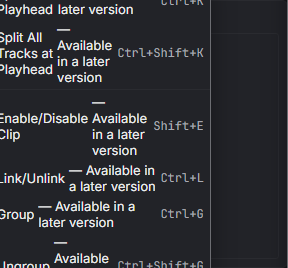 Playhead later version Ctrl+K
Split All Tracks at Playhead — Available in a later version Ctrl+Shift+K
Enable/Disable Clip — Available in a later version Shift+E
Link/Unlink — Available in a later version Ctrl+L
Group — Available in a later version Ctrl+G
Ungroup — Available Ctrl+Shift+G